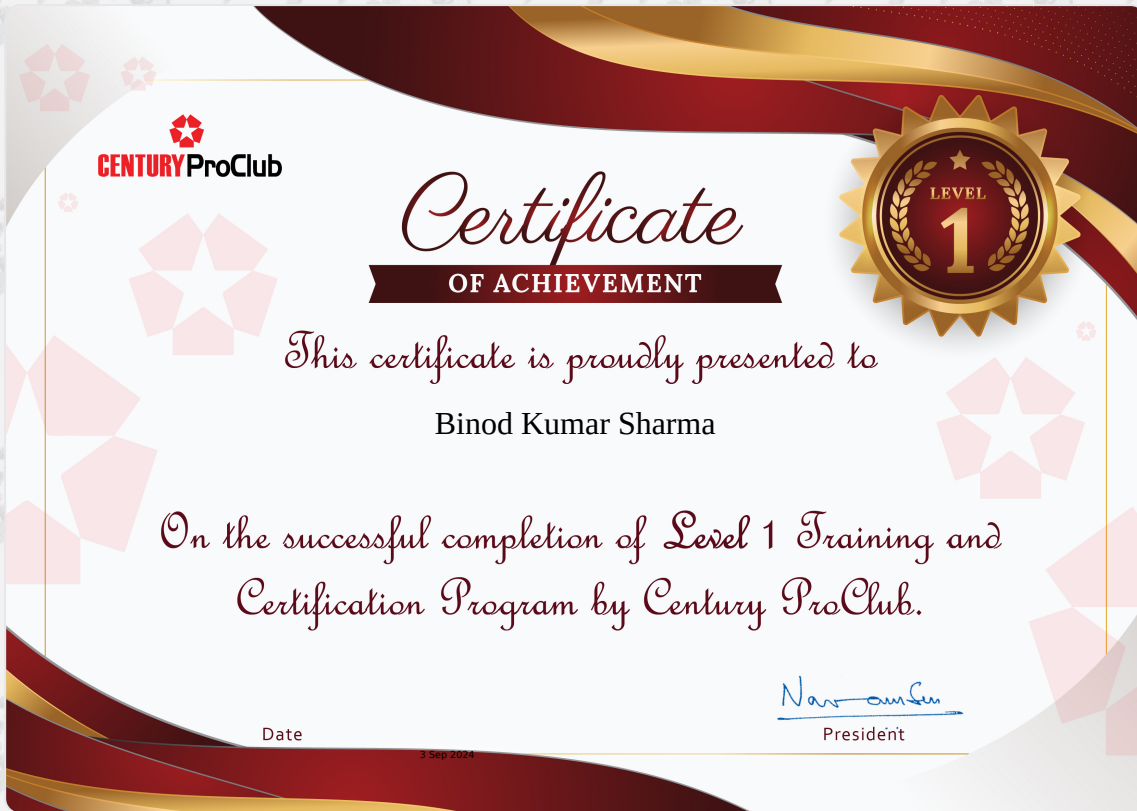 CENTURY ProClub
LEVEL
1
Certificate
OF ACHIEVEMENT
This certificate is proudly presented to
Binod Kumar Sharma
On the successful completion of Level 1 Training and
Certification Program by Century ProClub.
Date
President
3 Sep 2024